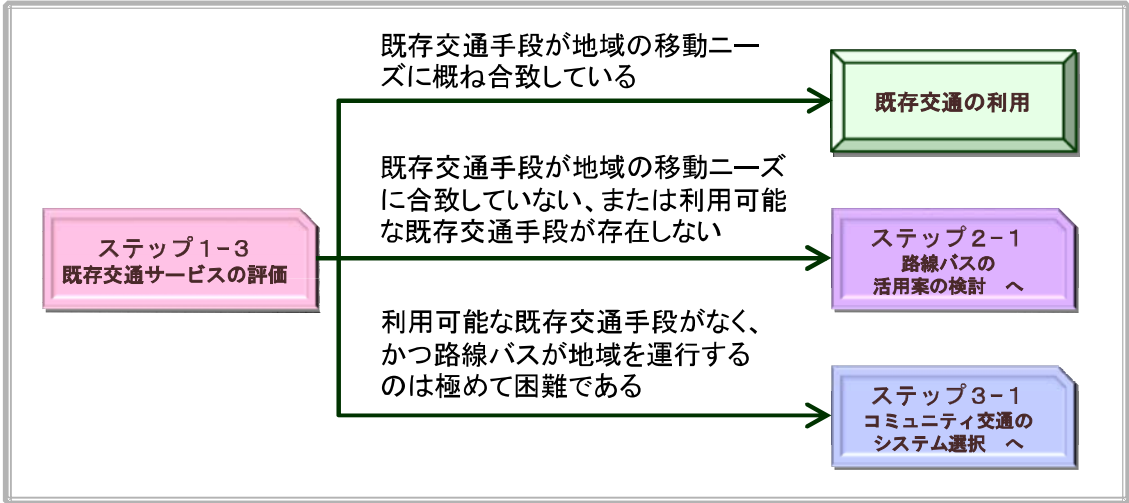 ステップ1-3
既存交通サービスの評価
既存交通手段が地域の移動ニー
ズに概ね合致している
既存交通の利用
既存交通手段が地域の移動ニーズ
に合致していない、または利用可能
な既存交通手段が存在しない
ステップ2-1
路線バスの
活用案の検討　へ
利用可能な既存交通手段がなく、
かつ路線バスが地域を運行する
のは極めて困難である
ステップ3-1
コミュニティ交通の
システム選択　へ